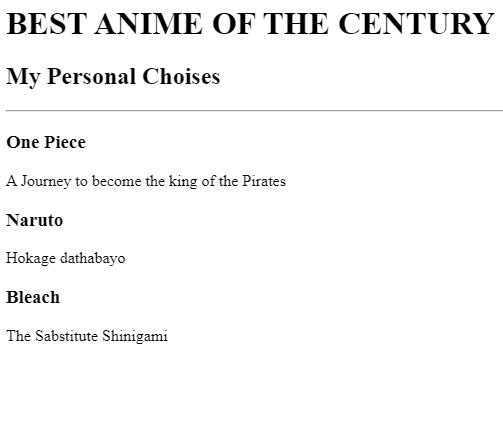 BEST ANIME OF THE CENTURY
My Personal Choises
One Piece
A Journey to become the king of the Pirates
Naruto
Hokage dathabayo
Bleach
The Sabstitute Shinigami